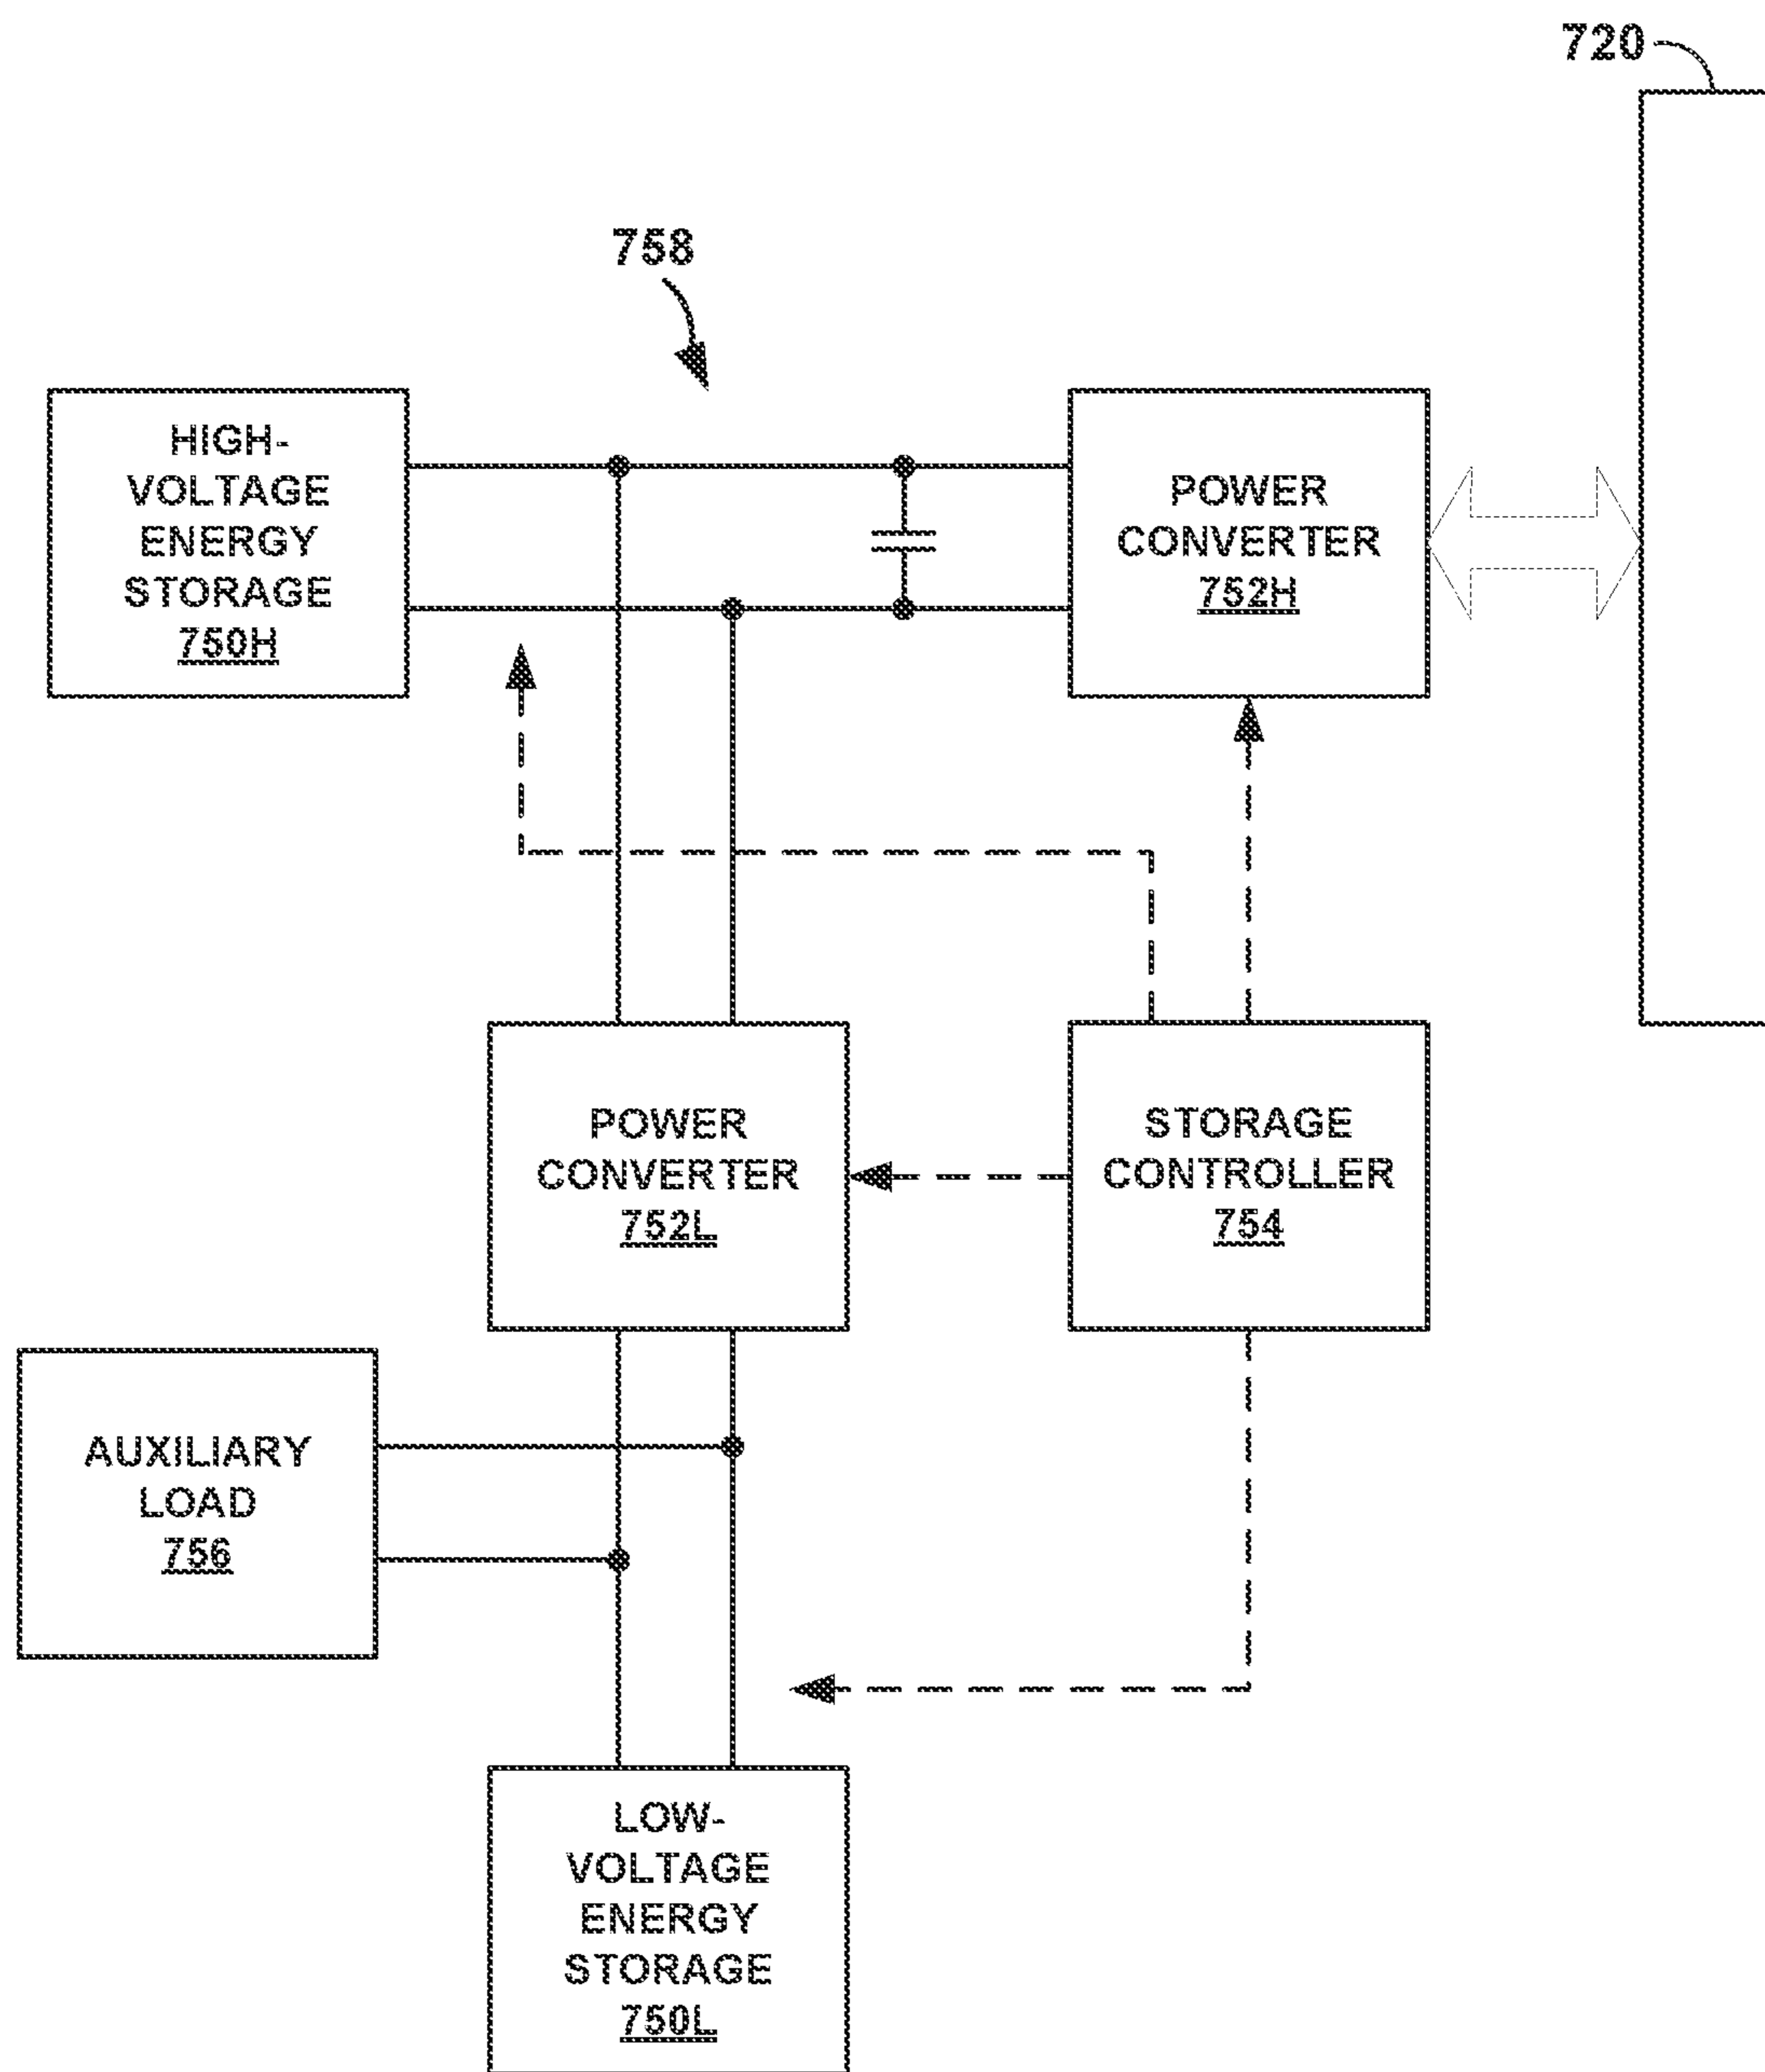 720
758
HIGH-
VOLTAGE
ENERGY
STORAGE
750H
POWER
CONVERTER
752H
POWER
CONVERTER
752L
STORAGE
CONTROLLER
754
AUXILIARY
LOAD
756
LOW-
VOLTAGE
ENERGY
STORAGE
750L